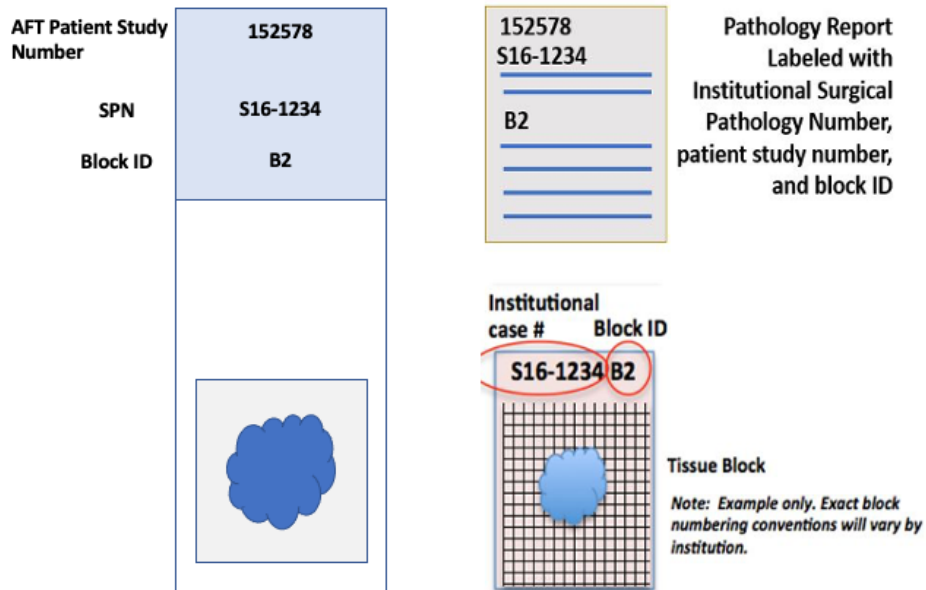 AFT Patient Study
Number
152578
SPN
S16-1234
Block ID
B2
152578
S16-1234
B2
Pathology Report
Labeled with
Institutional Surgical
Pathology Number,
patient study number,
and block ID
Institutional
case #
Block ID
S16-1234 B2
Tissue Block
Note: Example only. Exact block
numbering conventions will vary by
institution.